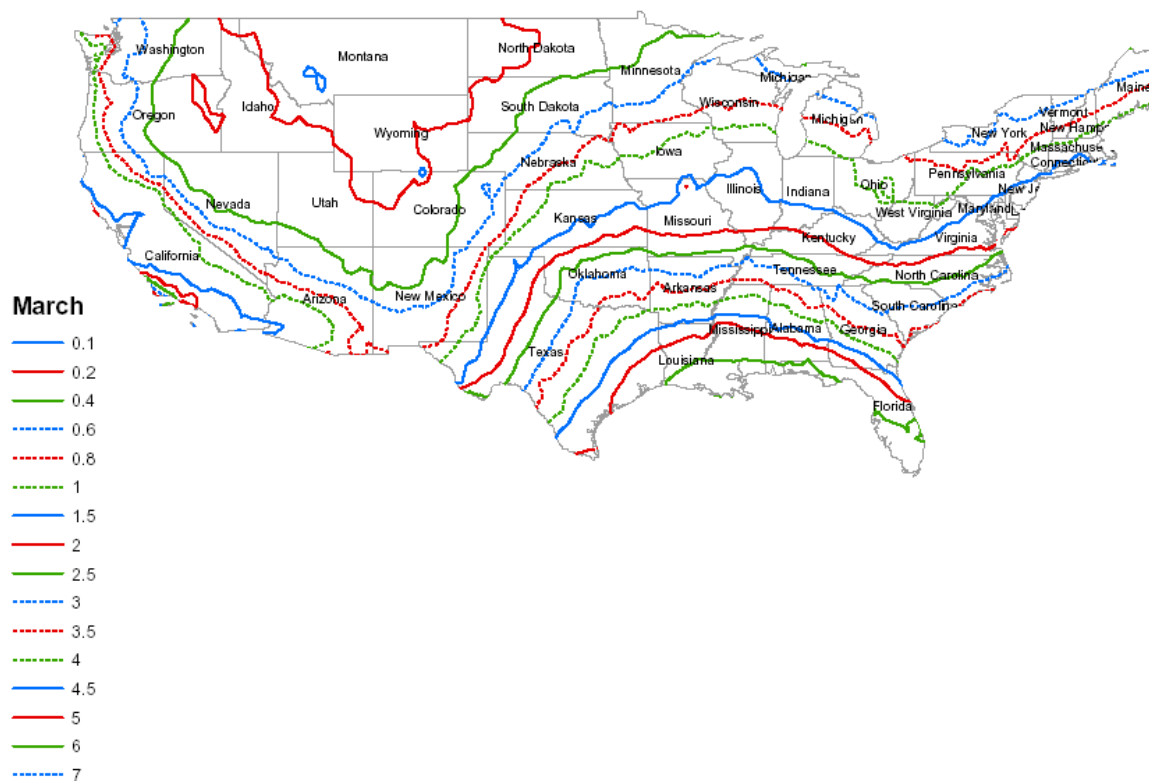 Washington
Montana
North Dakota
Minnesota
Michigan
Maine
Oregon
Idaho
South Dakota
Wisconsin
Vermont
Wyoming
Michigan
New York
New Hamp
Massachuse
Nebraska
Iowa
Connectic
Pennsylvania
Nevada
Utah
Colorado
Illinois
Indiana
Ohio
New J
West Virginia
Maryland
Kansas
Missouri
Kentucky
Virginia
California
Oklahoma
Tennessee
North Carolina
Arizona
New Mexico
Arkansas
South Carolina
March
Mississippi
Alabama
Georgia
0.1
Texas
Louisiana
0.2
0.4
Florida
0.6
0.8
1
1.5
2
2.5
3
3.5
4
4.5
5
6
7